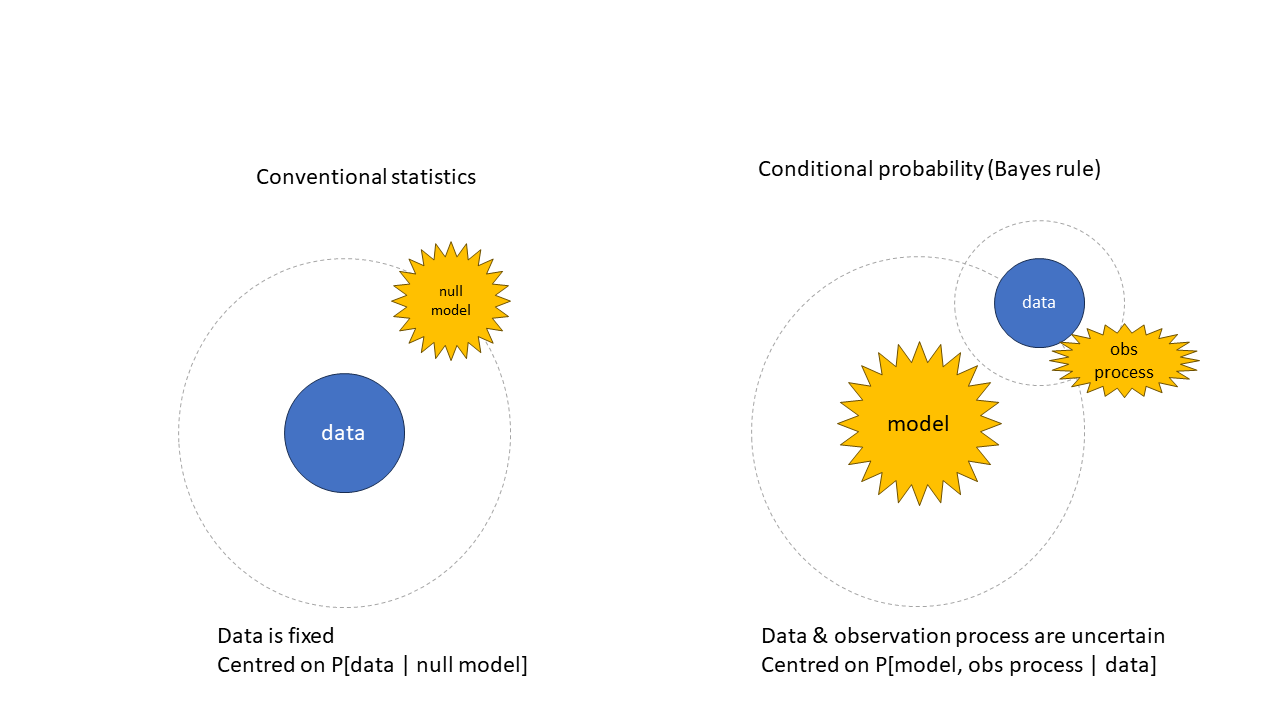 Conventional statistics
null
model
data
Data is fixed
Centred on P[data | null model]
Conditional probability (Bayes rule)
data
obs
process
model
Data & observation process are uncertain
Centred on P[model, obs process | data]